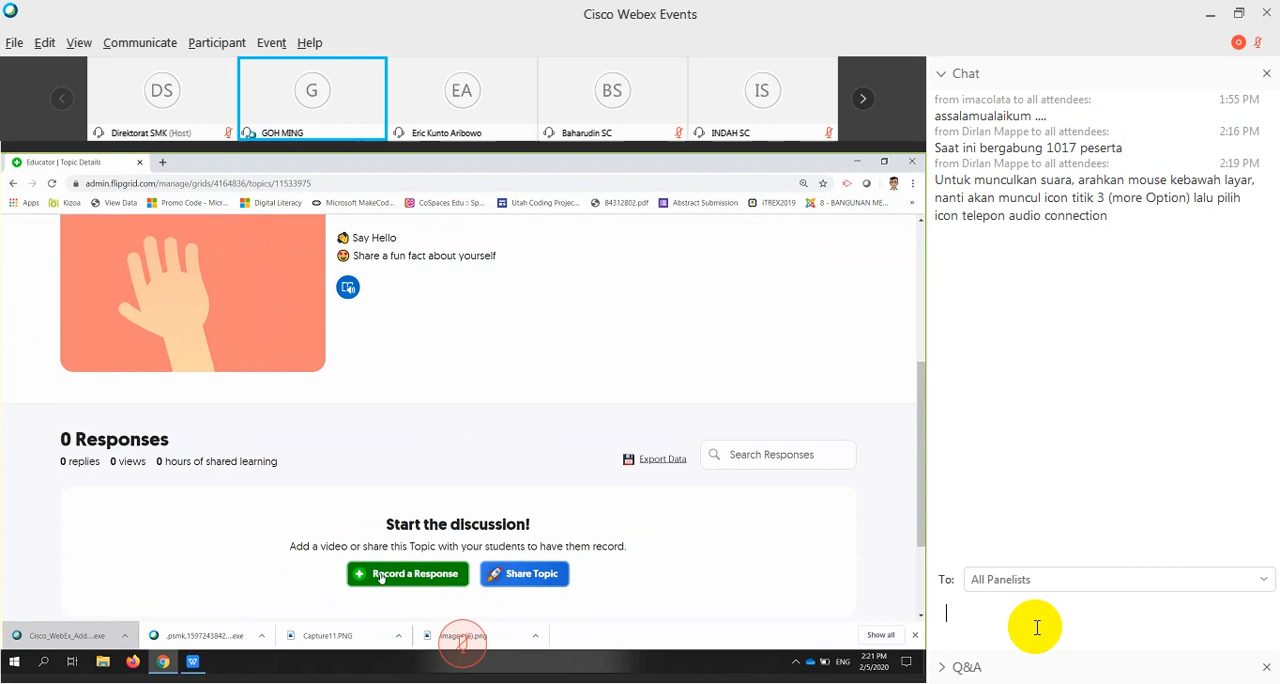 Cisco Webex Events
File Edit View Communicate Participant Event Help
DS G EA BS IS
Direktorat SMK (Host) GOH MING Eric Kunto Aribowo Baharudin SC INDAH SC
Educator | Topic Details
admin.flipgrid.com/manage/grids/4164836/topics/11533975
Apps Kizoa View Data Promo Code - Micr... Digital Literacy Microsoft MakeCod... CoSpaces Edu :: Sp... Utah Coding Projec... 84312802.pdf Abstract Submission iTREX2019 8 - BANGUNAN ME... »
Say Hello
Share a fun fact about yourself
0 Responses
0 replies 0 views 0 hours of shared learning
Export Data
Search Responses
Start the discussion!
Add a video or share this Topic with your students to have them record.
Record a Response Share Topic
Cisco_WebEx_Add....exe .psmk.1597243842....exe Capture11.PNG Show all
ENG
2:21 PM
2/5/2020
Chat
from imacolata to all attendees: 1:55 PM
assalamualaikum ....
from Dirlan Mappe to all attendees: 2:16 PM
Saat ini bergabung 1017 peserta
from Dirlan Mappe to all attendees: 2:19 PM
Untuk munculkan suara, arahkan mouse kebawah layar,
nanti akan muncul icon titik 3 (more Option) lalu pilih
icon telepon audio connection
To: All Panelists
Q&A